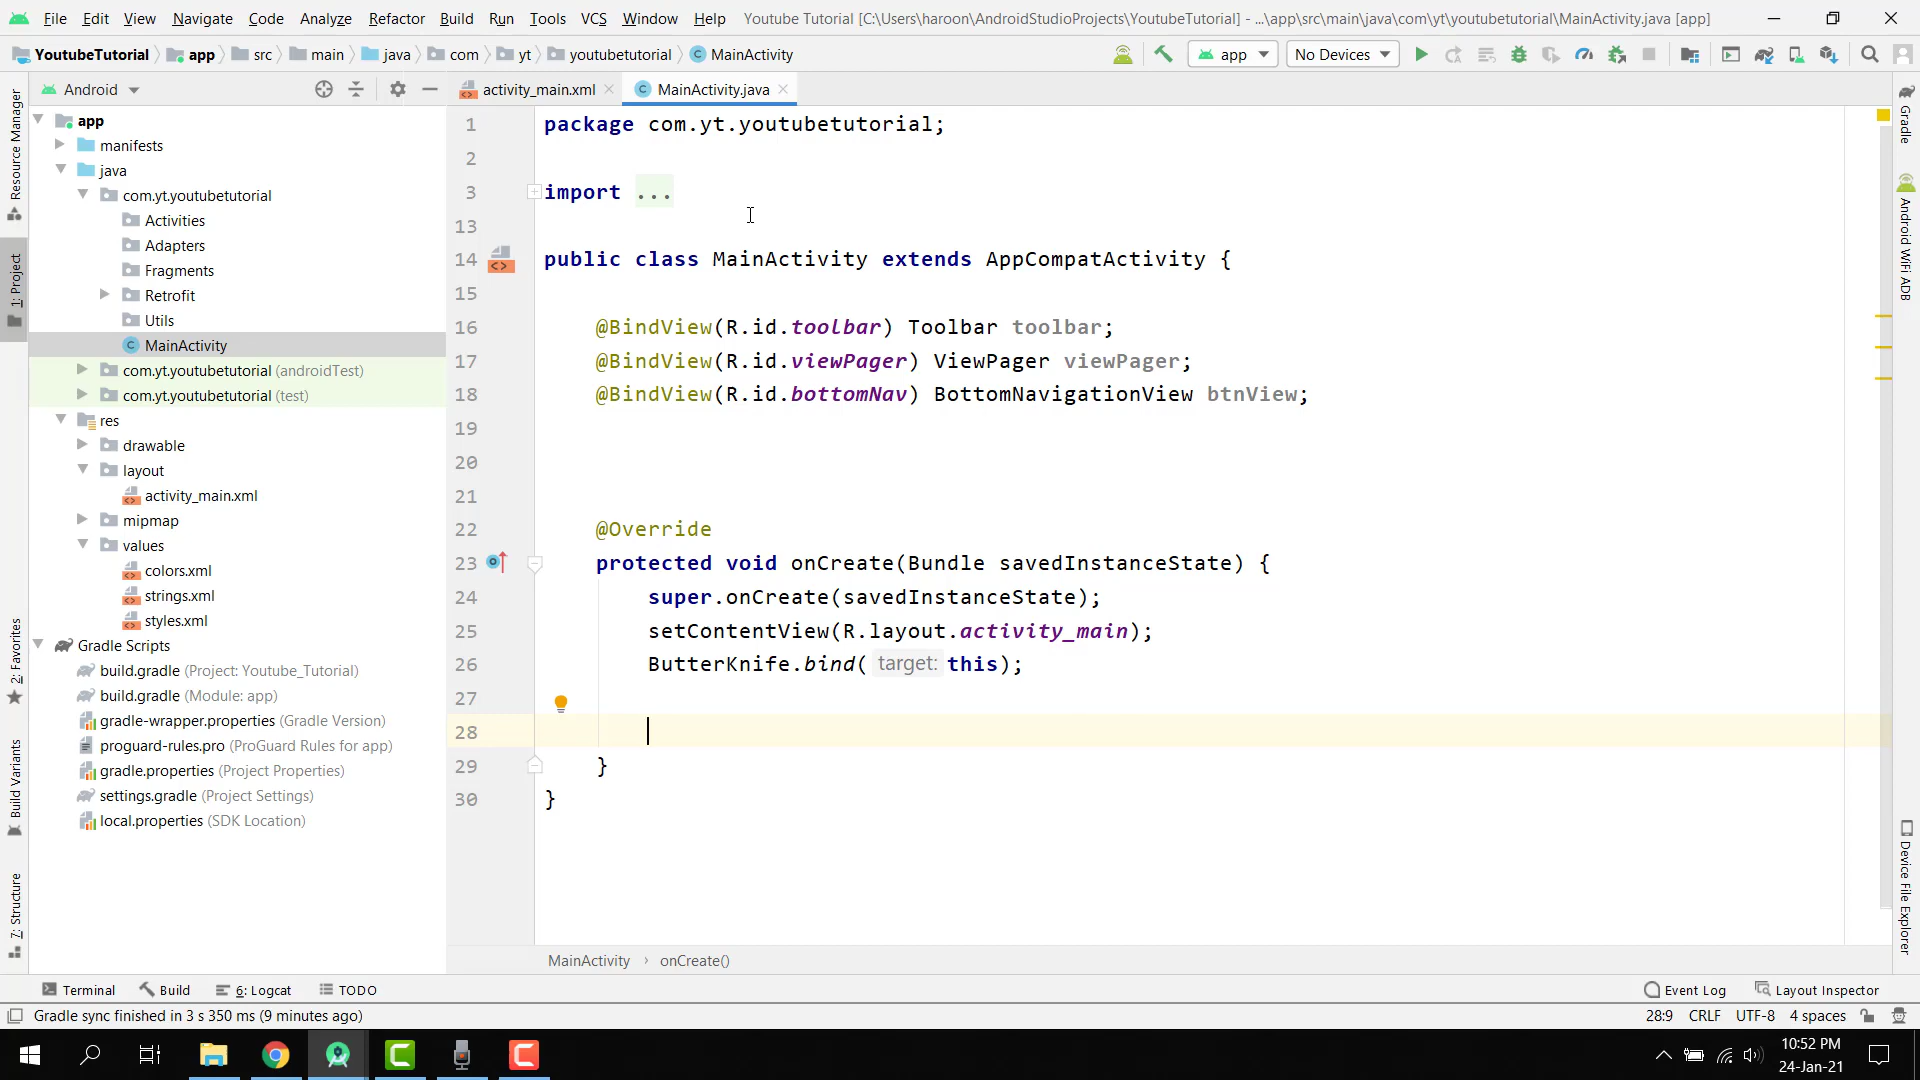 File Edit View Navigate Code Analyze Refactor Build Run Tools VCS Window Help Youtube Tutorial [C:\Users\haroon\AndroidStudioProjects\YoutubeTutorial] - ...\app\src\main\java\com\yt\youtubetutorial\MainActivity.java [app]
YoutubeTutorial app src main java com yt youtubetutorial MainActivity app No Devices
Android activity_main.xml MainActivity.java
Resource Manager
1: Project
2: Favorites
Build Variants
7: Structure
app
manifests
java
com.yt.youtubetutorial
Activities
Adapters
Fragments
Retrofit
Utils
MainActivity
com.yt.youtubetutorial (androidTest)
com.yt.youtubetutorial (test)
res
drawable
layout
activity_main.xml
mipmap
values
colors.xml
strings.xml
styles.xml
Gradle Scripts
build.gradle (Project: Youtube_Tutorial)
build.gradle (Module: app)
gradle-wrapper.properties (Gradle Version)
proguard-rules.pro (ProGuard Rules for app)
gradle.properties (Project Properties)
settings.gradle (Project Settings)
local.properties (SDK Location)
1 package com.yt.youtubetutorial;
2
3 import ...
13
14 public class MainActivity extends AppCompatActivity {
15
16 @BindView(R.id.toolbar) Toolbar toolbar;
17 @BindView(R.id.viewPager) ViewPager viewPager;
18 @BindView(R.id.bottomNav) BottomNavigationView btnView;
19
20
21
22 @Override
23 protected void onCreate(Bundle savedInstanceState) {
24 super.onCreate(savedInstanceState);
25 setContentView(R.layout.activity_main);
26 ButterKnife.bind( target: this);
27
28
29 }
30 }
MainActivity › onCreate()
Gradle
Android WiFi ADB
Device File Explorer
Terminal Build 6: Logcat TODO Event Log Layout Inspector
Gradle sync finished in 3 s 350 ms (9 minutes ago) 28:9 CRLF UTF-8 4 spaces
10:52 PM
24-Jan-21